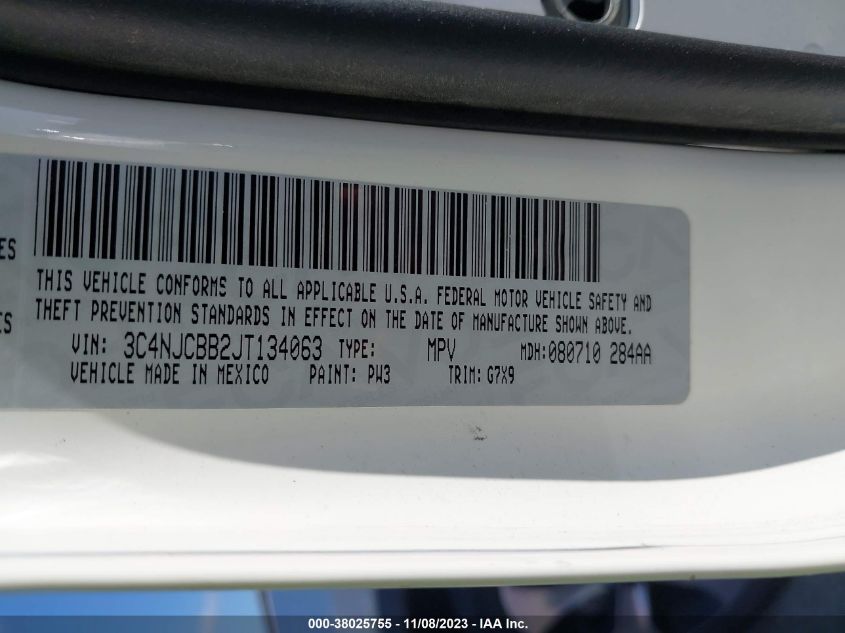 ES
ES
THIS VEHICLE CONFORMS TO ALL APPLICABLE U.S.A. FEDERAL MOTOR VEHICLE SAFETY AND
THEFT PREVENTION STANDARDS IN EFFECT ON THE DATE OF MANUFACTURE SHOWN ABOVE.
VIN: 3C4NJCBB2JT134063 TYPE: MPV MDH:080710 284AA
VEHICLE MADE IN MEXICO PAINT: PW3 TRIM: G7X9
000-38025755 - 11/08/2023 - IAA Inc.